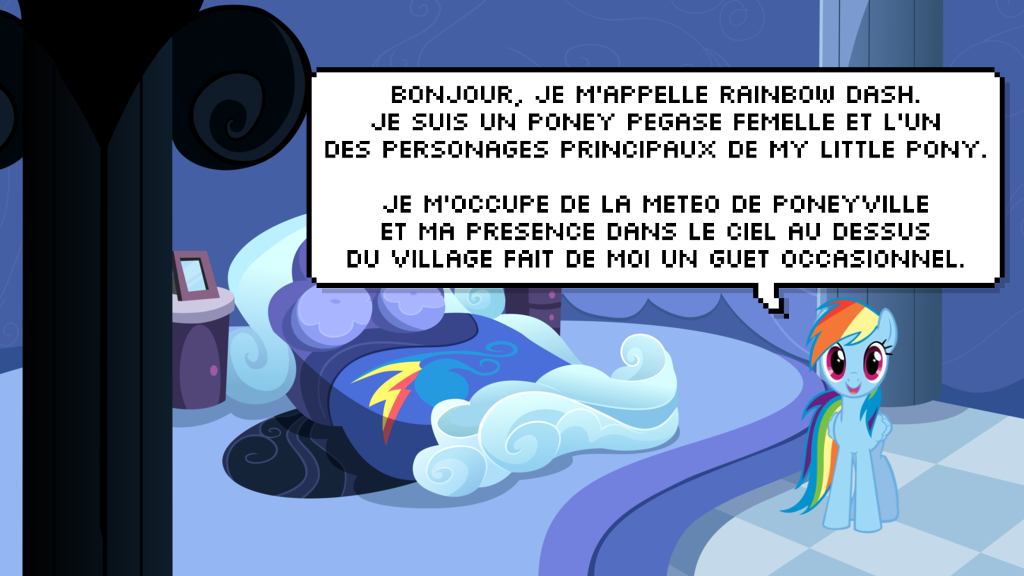 BONJOUR, JE M'APPELLE RAINBOW DASH.
JE SUIS UN PONEY PEGASE FEMELLE ET L'UN
DES PERSONAGES PRINCIPAUX DE MY LITTLE PONY.
JE M'OCCUPE DE LA METEO DE PONEYVILLE
ET MA PRESENCE DANS LE CIEL AU DESSUS
DU VILLAGE FAIT DE MOI UN GUET OCCASIONNEL.